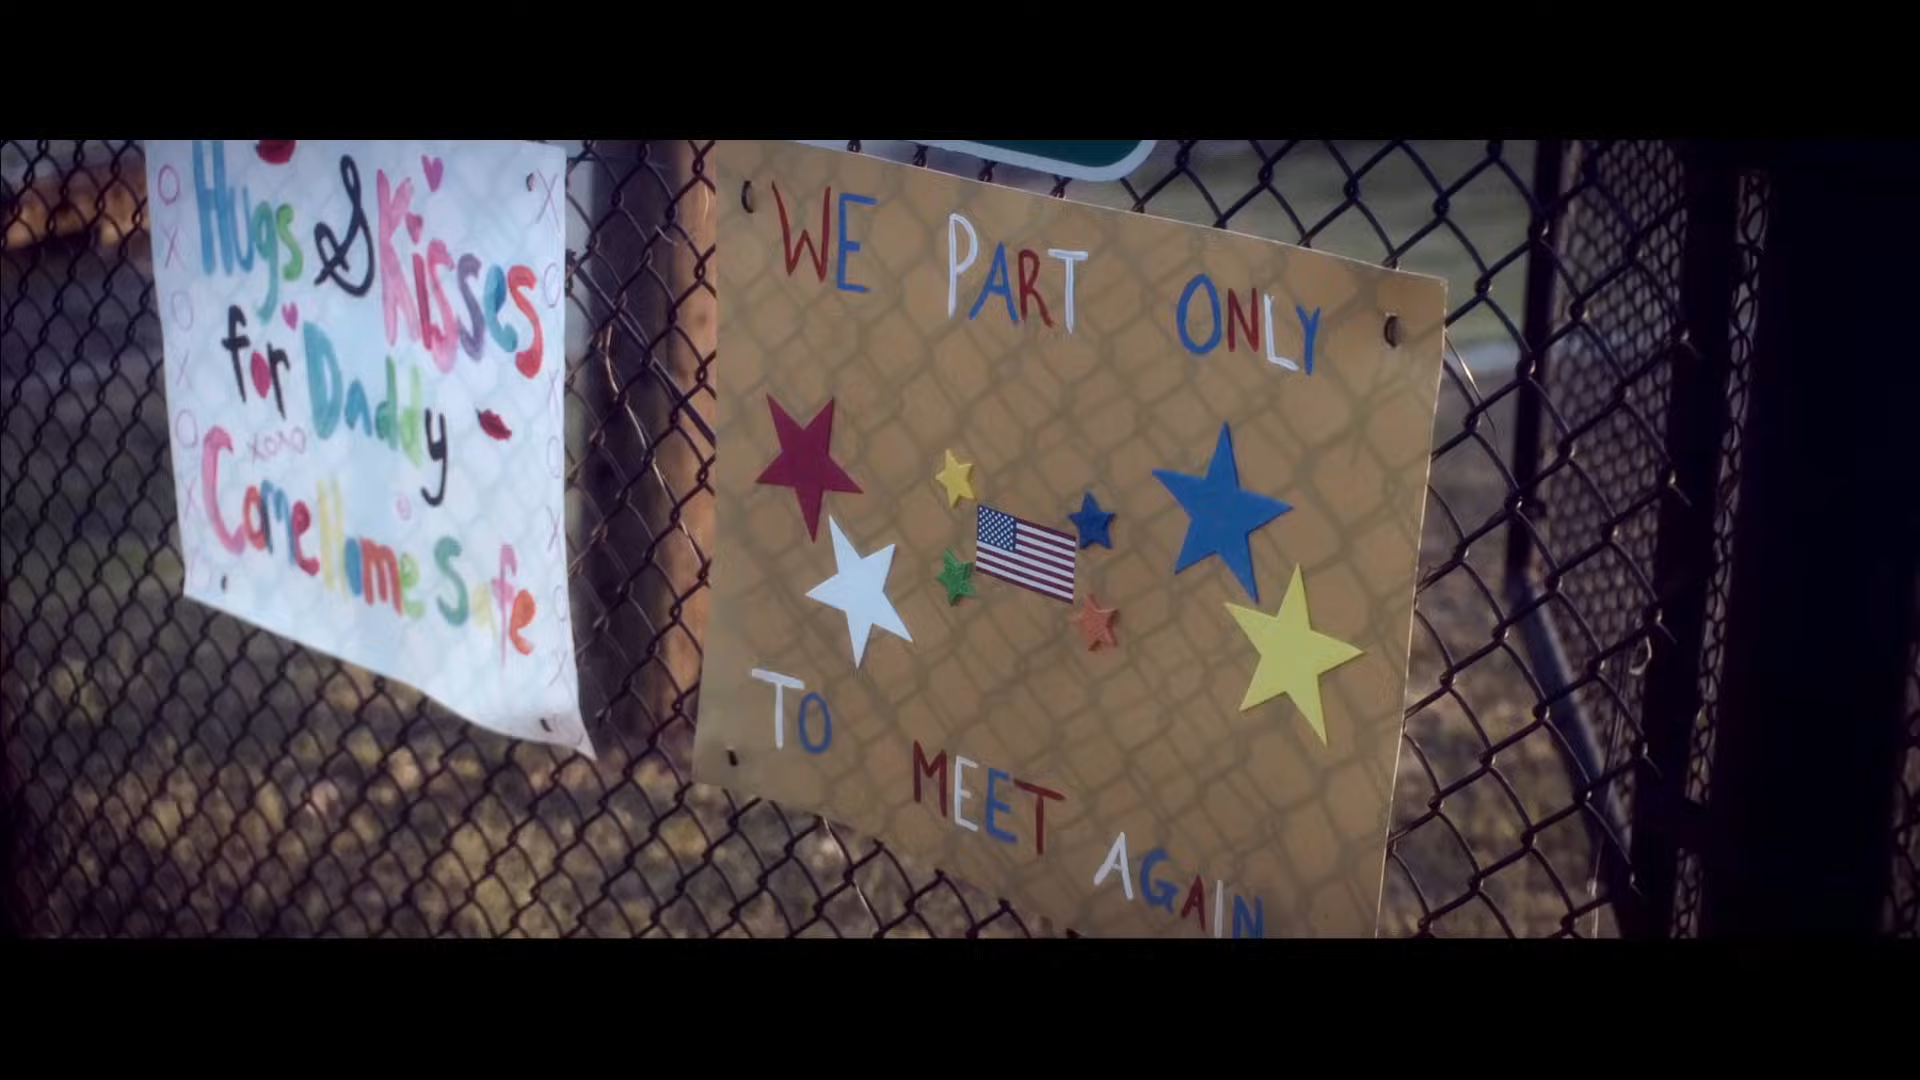 Hugs & Kisses
for Daddy
xoxo
Come Home Safe
WE PART ONLY
TO MEET AGAIN